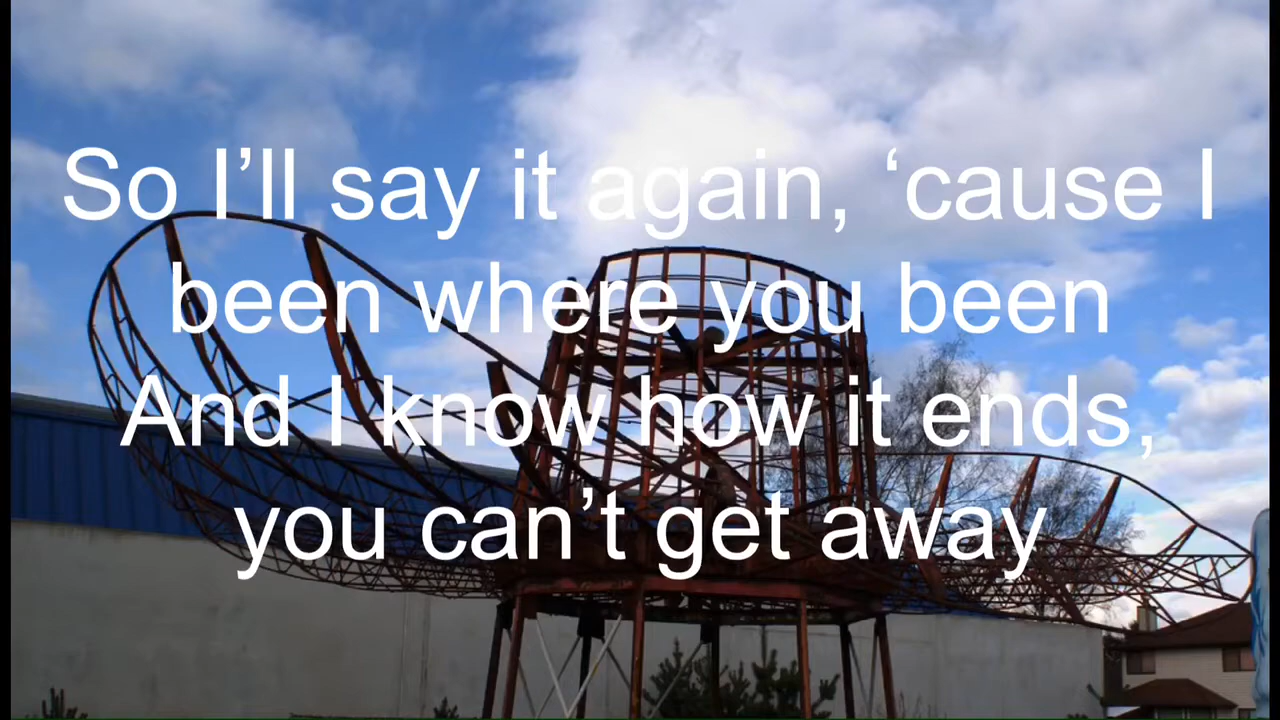 So I’ll say it again, ‘cause I
been where you been
And I know how it ends,
you can’t get away